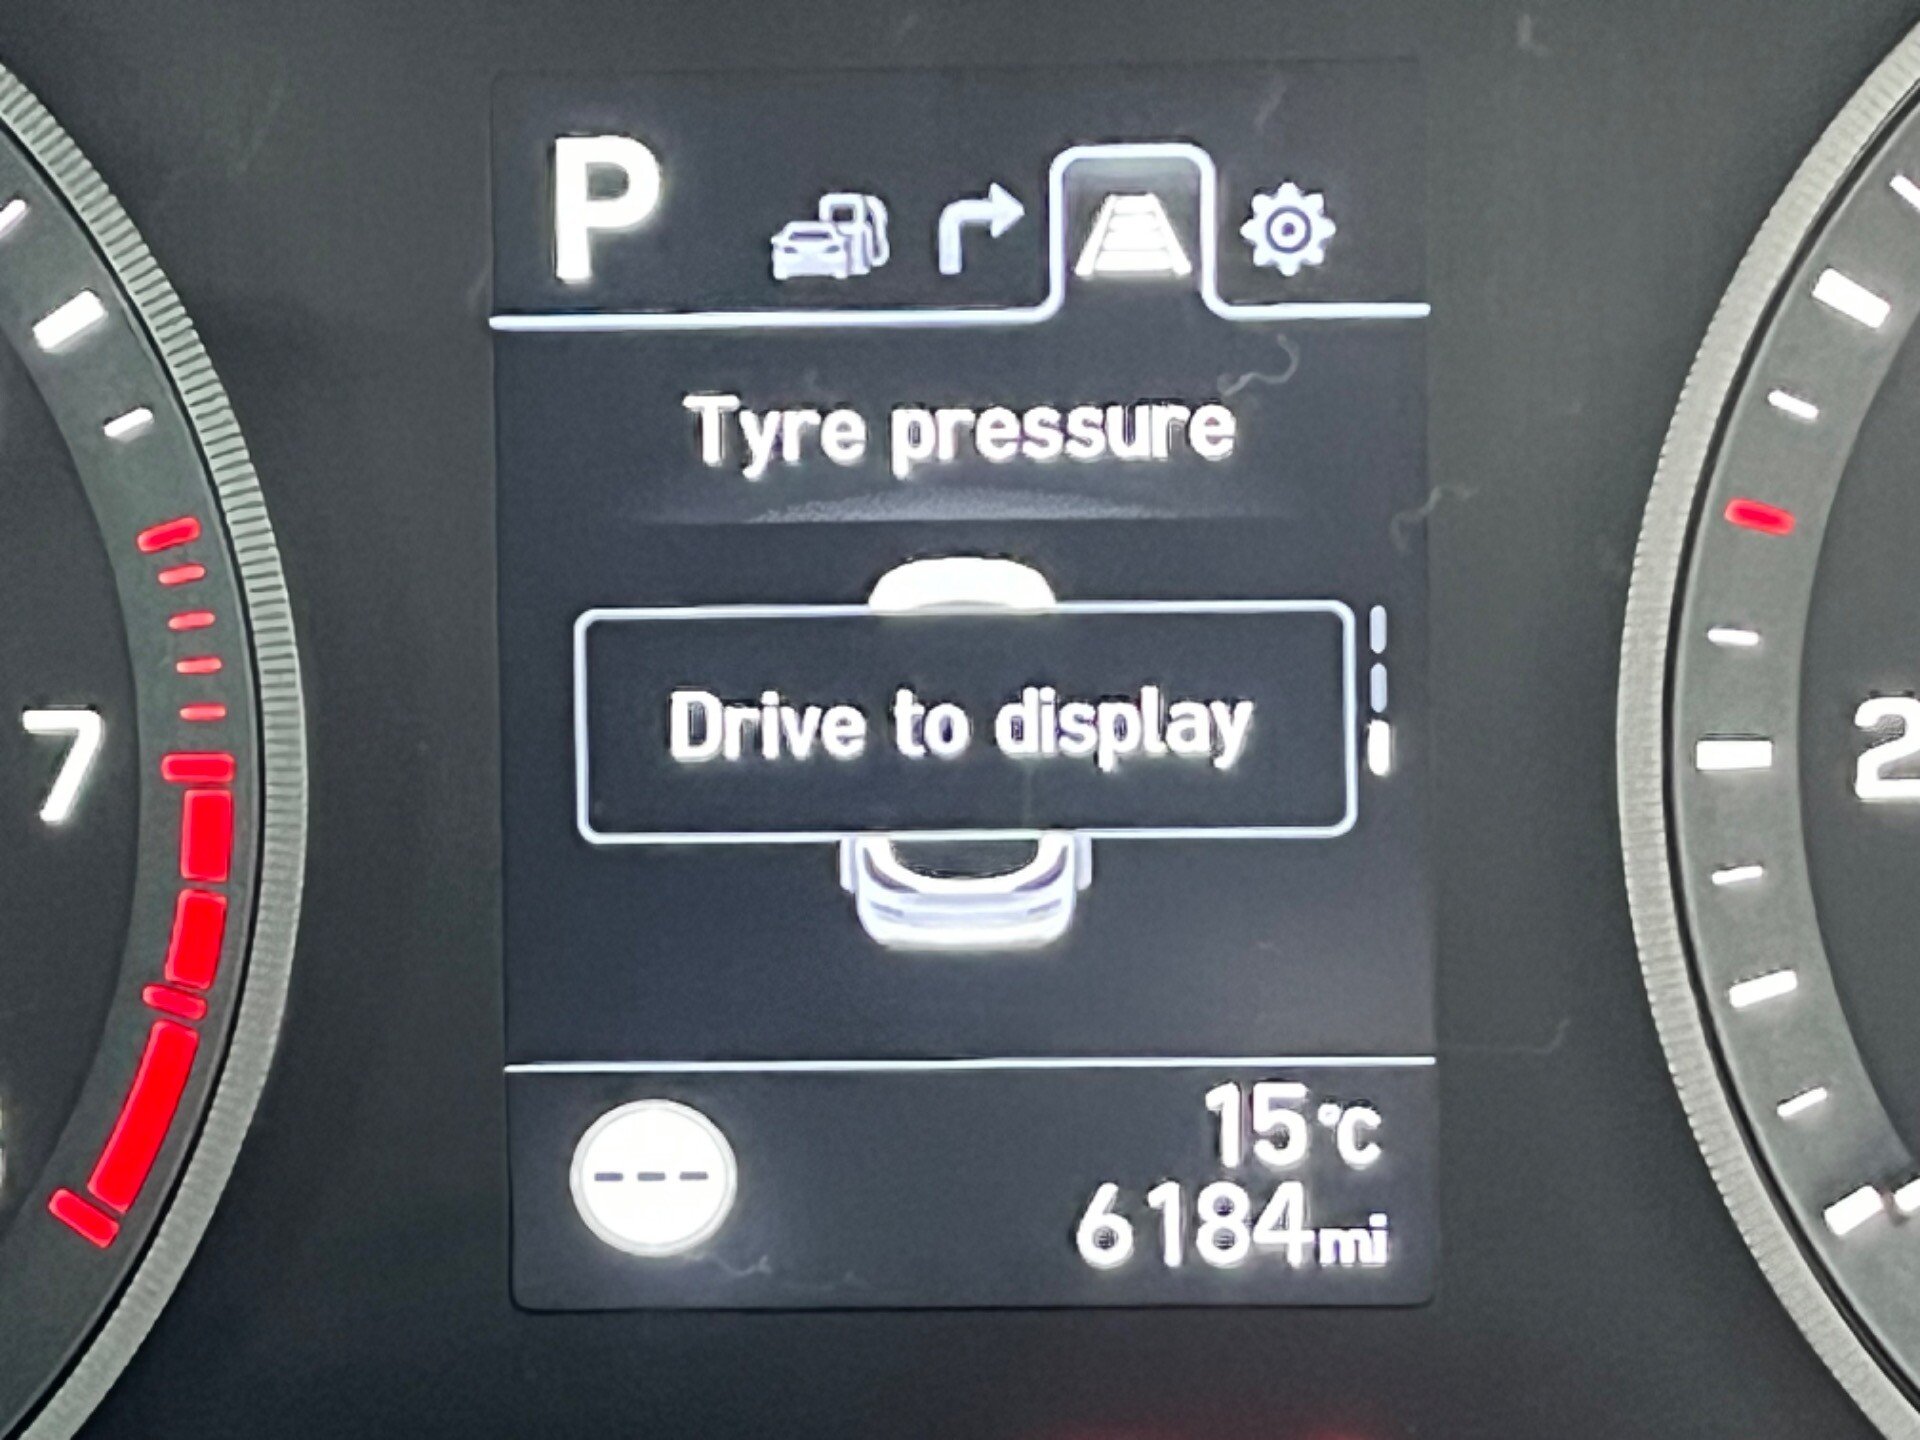 P
Tyre pressure
7
Drive to display
2
---
15°C
6184mi